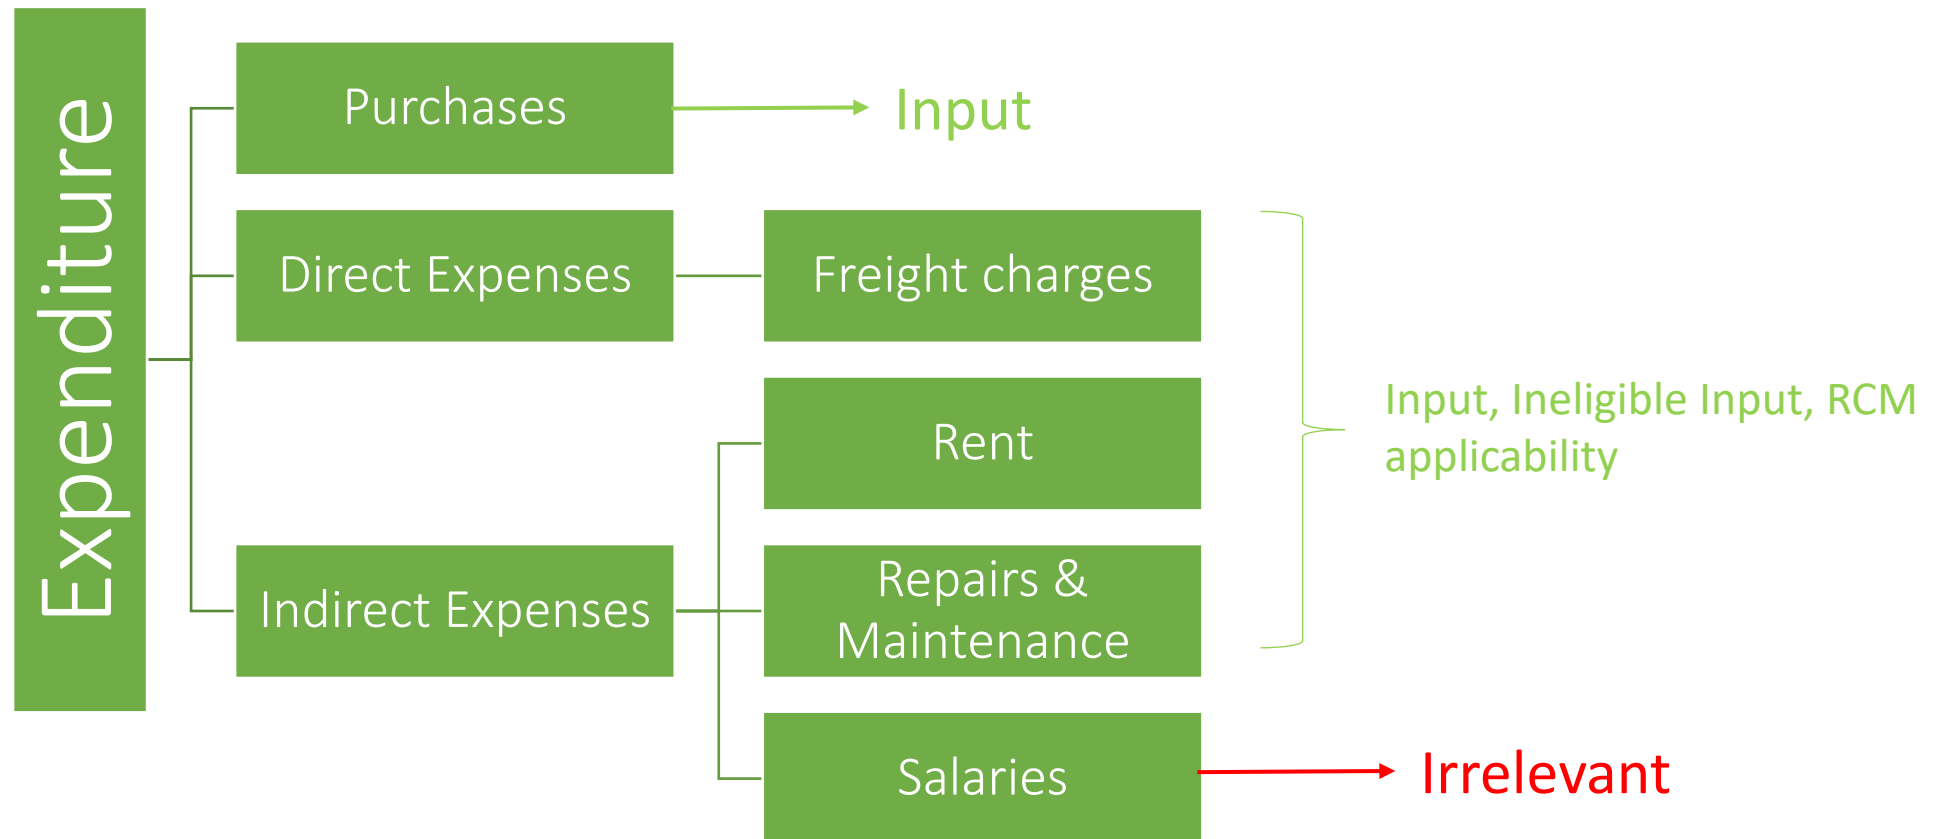 Expenditure
Purchases
Input
Direct Expenses
Freight charges
Rent
Input, Ineligible Input, RCM
applicability
Indirect Expenses
Repairs &
Maintenance
Salaries
Irrelevant